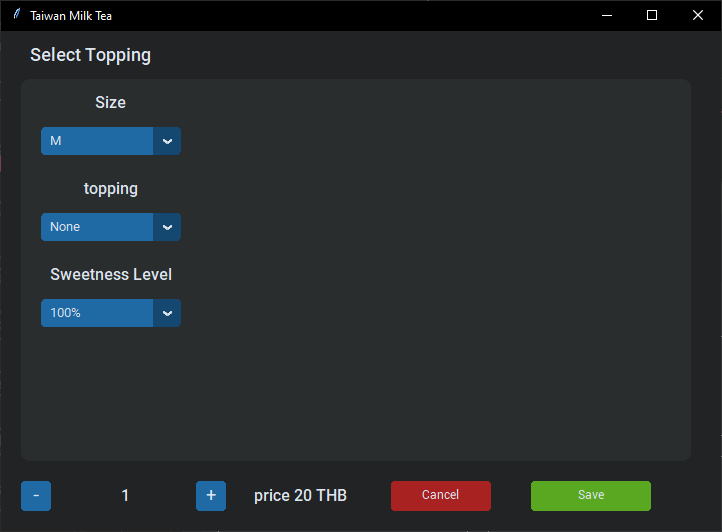 Taiwan Milk Tea
Select Topping
Size
M
topping
None
Sweetness Level
100%
- 1 + price 20 THB Cancel Save